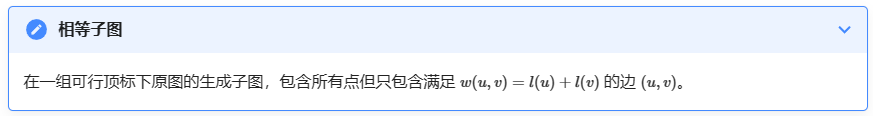 相等子图
在一组可行顶标下原图的生成子图，包含所有点但只包含满足 w(u, v) = l(u) + l(v) 的边 (u, v)。